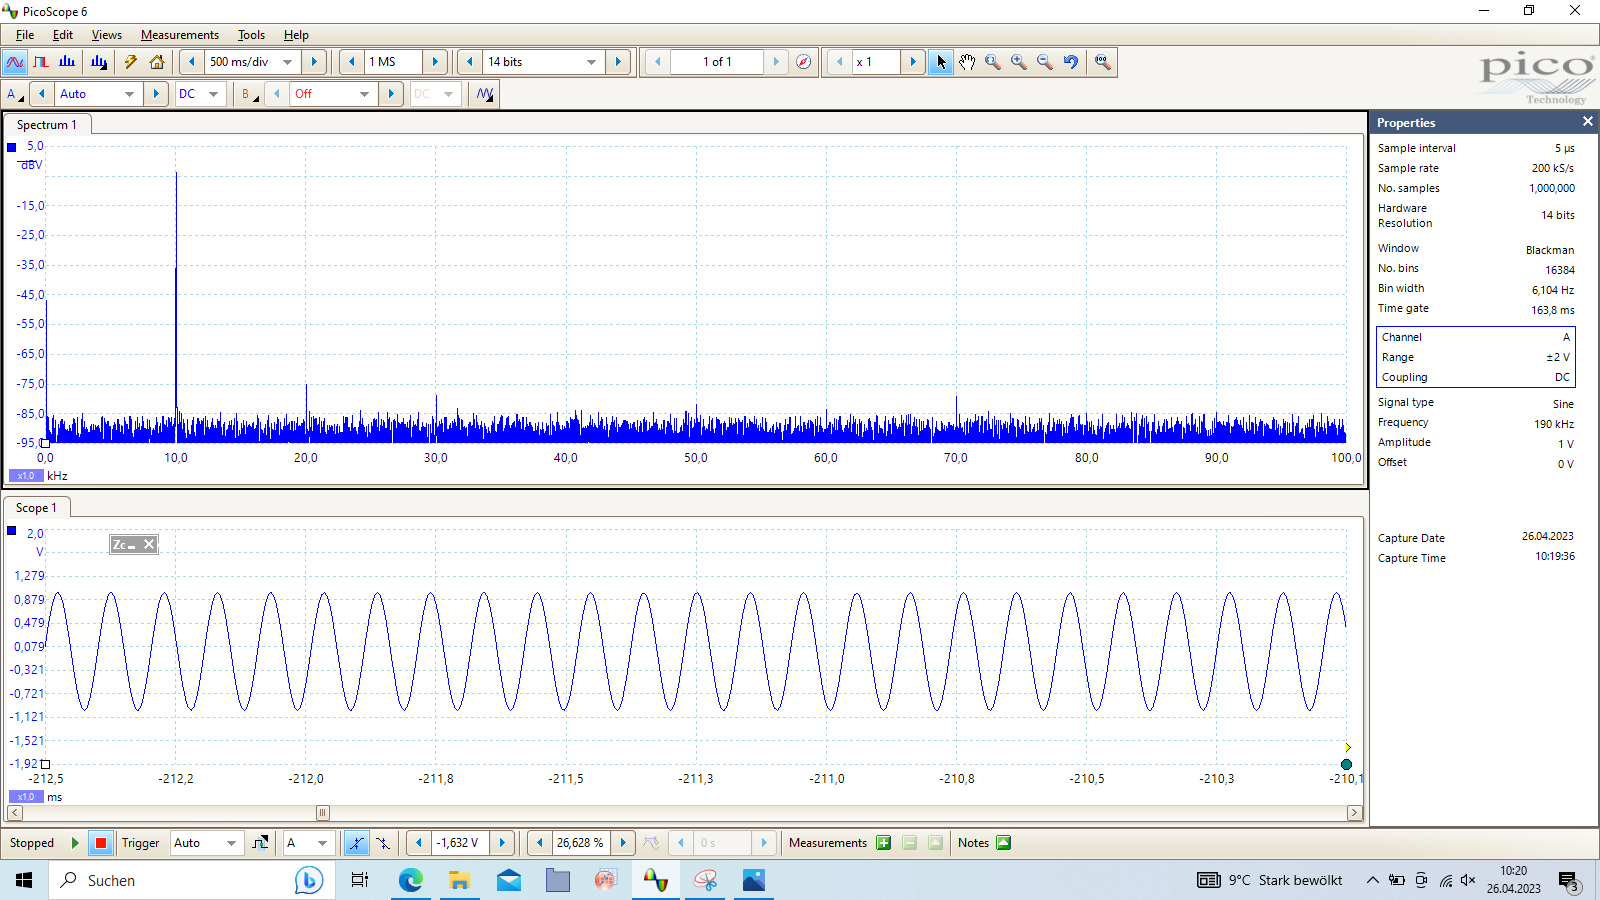 PicoScope 6
File Edit Views Measurements Tools Help
500 ms/div 1 MS 14 bits 1 of 1 x 1
pico
Technology
A Auto DC B Off DC
Spectrum 1
5,0
dBV
-15,0
-25,0
-35,0
-45,0
-55,0
-65,0
-75,0
-85,0
-95,0
0,0 10,0 20,0 30,0 40,0 50,0 60,0 70,0 80,0 90,0 100,0
x1,0 kHz
Scope 1
2,0
V
Zo
1,279
0,879
0,479
0,079
-0,321
-0,721
-1,121
-1,521
-1,921
-212,5 -212,2 -212,0 -211,8 -211,5 -211,3 -211,0 -210,8 -210,5 -210,3 -210,1
x1,0 ms
Properties
Sample interval 5 µs
Sample rate 200 kS/s
No. samples 1,000,000
Hardware
Resolution 14 bits
Window Blackman
No. bins 16384
Bin width 6,104 Hz
Time gate 163,8 ms
Channel A
Range ±2 V
Coupling DC
Signal type Sine
Frequency 190 kHz
Amplitude 1 V
Offset 0 V
Capture Date 26.04.2023
Capture Time 10:19:36
Stopped Trigger Auto A -1,632 V 26,628 % 0 s Measurements Notes
Suchen 9°C Stark bewölkt 10:20
26.04.2023
3